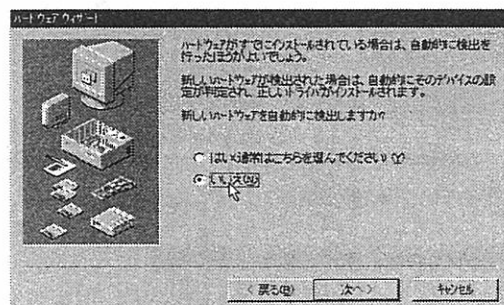 ハードウェア ウィザード
ハードウェアがすでにインストールされている場合は、自動的に検出を
行ったほうがよいでしょう。
新しいハードウェアが検出された場合は、自動的にそのデバイスの設
定が判定され、正しいドライバがインストールされます。
新しいハードウェアを自動的に検出しますか?
はい(通常はこちらを選んでください)(Y)
いいえ(N)
< 戻る(B)
次へ >
キャンセル